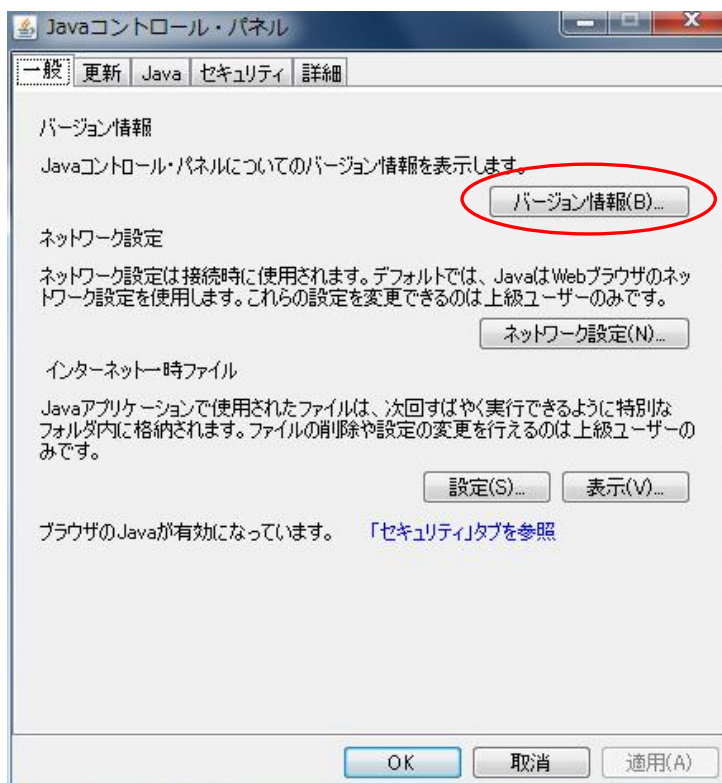 Javaコントロール・パネル
一般 更新 Java セキュリティ 詳細
バージョン情報
Javaコントロール・パネルについてのバージョン情報を表示します。
バージョン情報(B)...
ネットワーク設定
ネットワーク設定は接続時に使用されます。デフォルトでは、JavaはWebブラウザのネッ
トワーク設定を使用します。これらの設定を変更できるのは上級ユーザーのみです。
ネットワーク設定(N)...
インターネット一時ファイル
Javaアプリケーションで使用されたファイルは、次回すばやく実行できるように特別な
フォルダ内に格納されます。ファイルの削除や設定の変更を行えるのは上級ユーザーの
みです。
設定(S)... 表示(V)...
ブラウザのJavaが有効になっています。 「セキュリティ」タブを参照
OK 取消 適用(A)